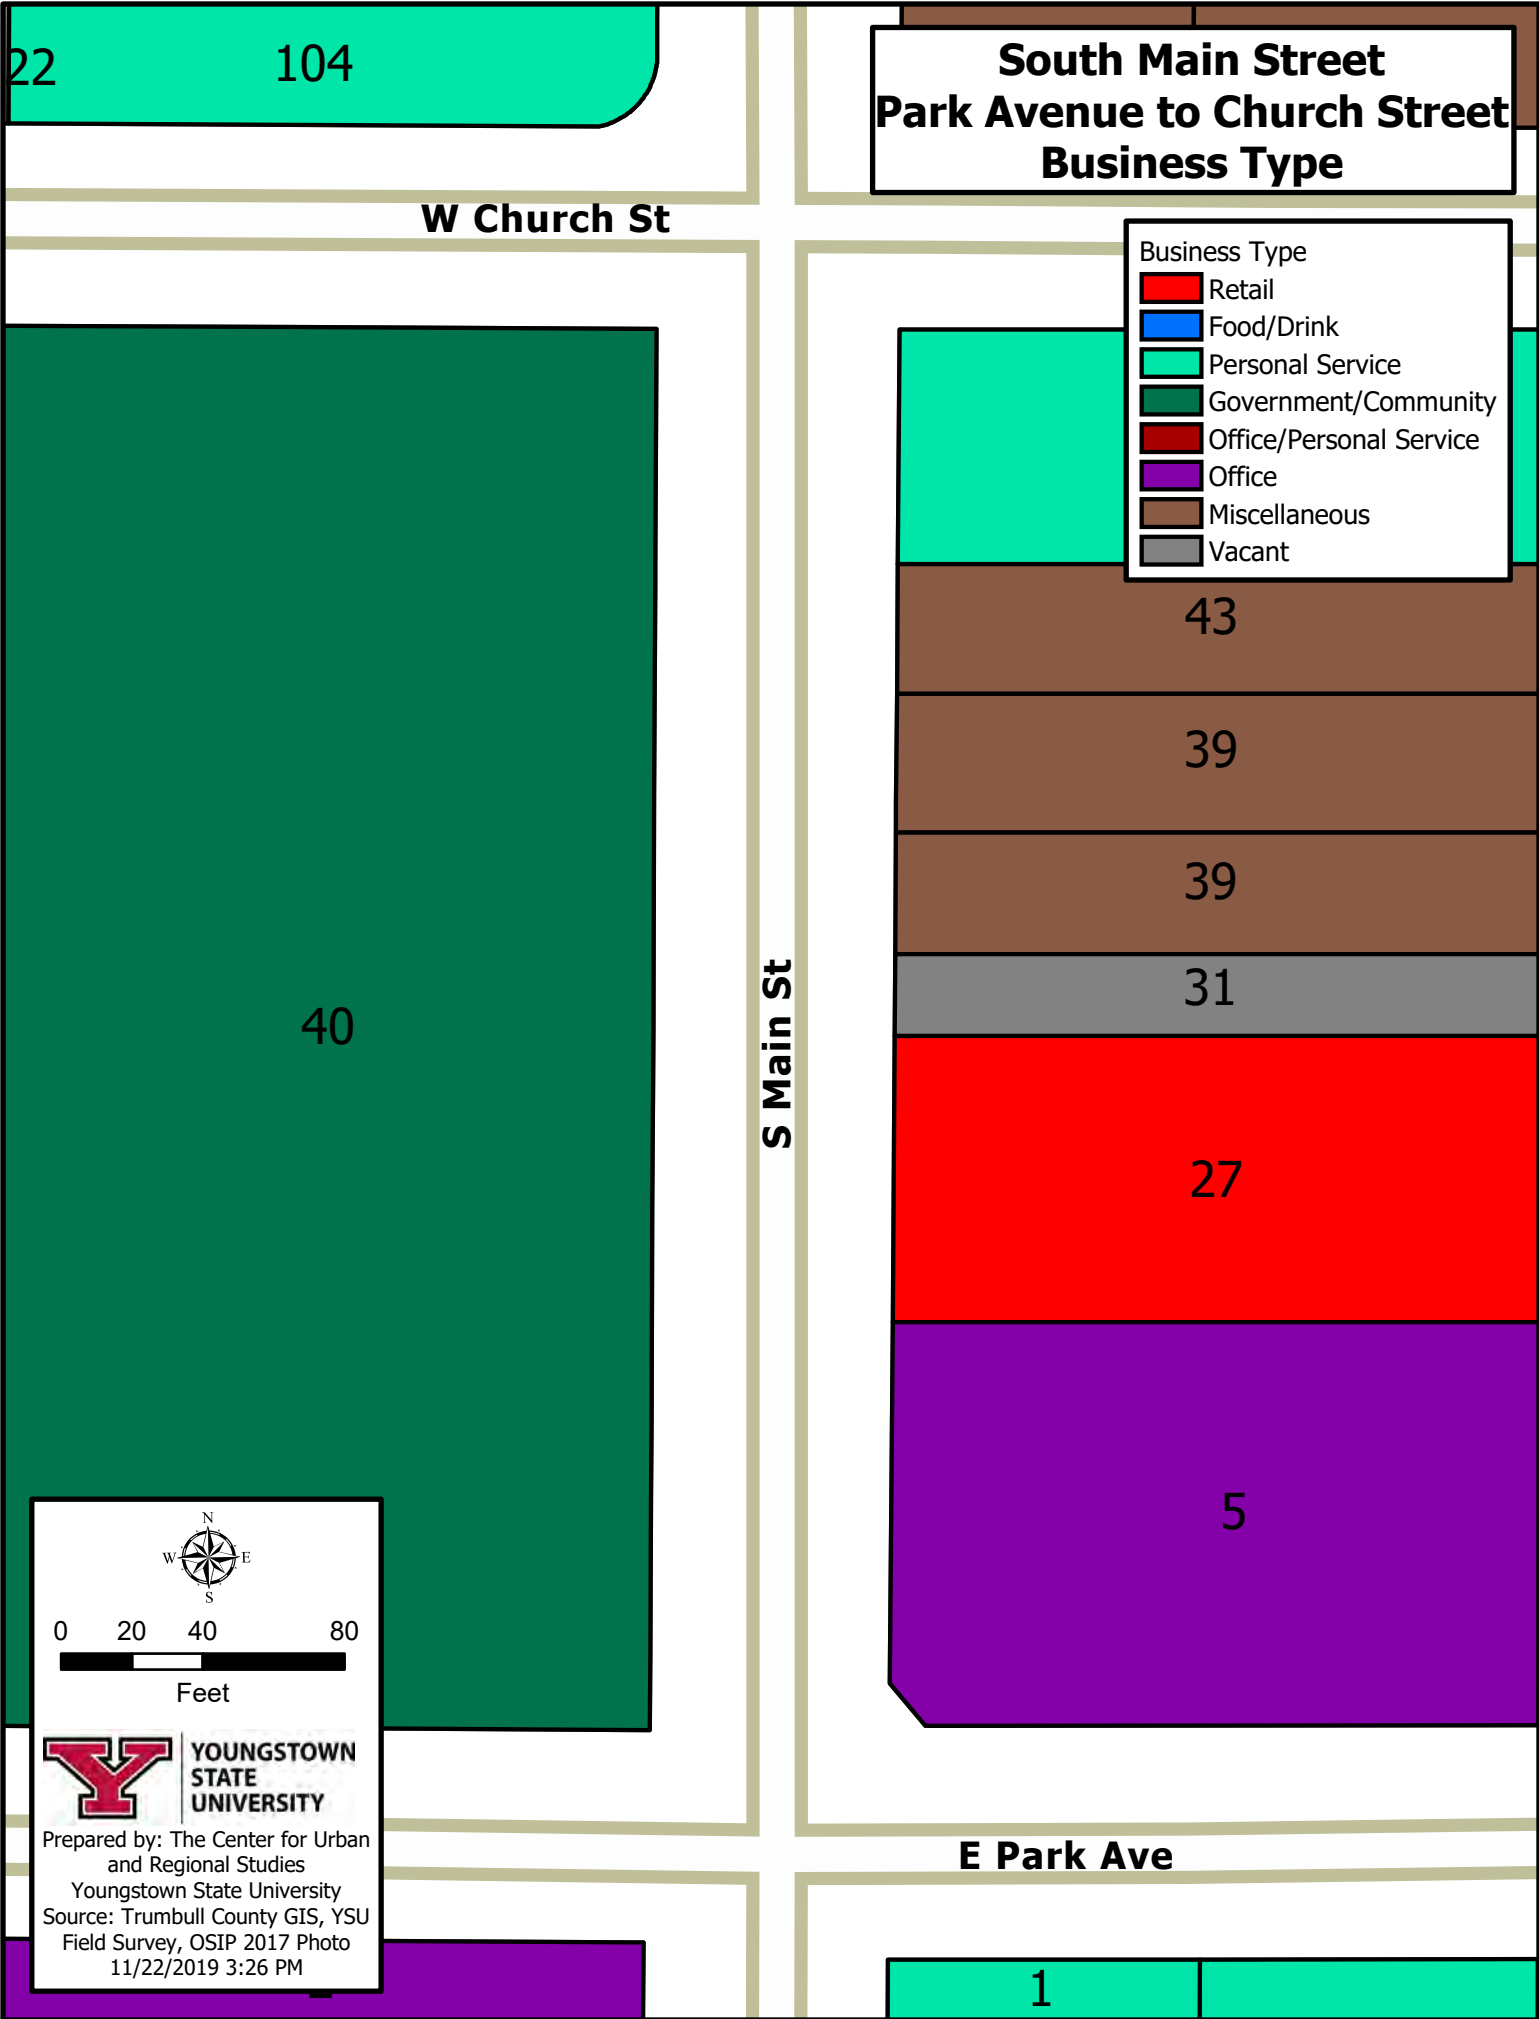 22
104
South Main Street
Park Avenue to Church Street
Business Type
W Church St
Business Type
Retail
Food/Drink
Personal Service
Government/Community
Office/Personal Service
Office
Miscellaneous
Vacant
43
39
39
31
40
S Main St
27
5
N
W E
S
0 20 40 80
Feet
YOUNGSTOWN
STATE
UNIVERSITY
Prepared by: The Center for Urban
and Regional Studies
Youngstown State University
Source: Trumbull County GIS, YSU
Field Survey, OSIP 2017 Photo
11/22/2019 3:26 PM
E Park Ave
1